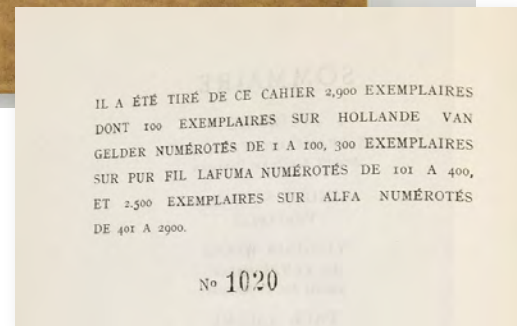 IL A ÉTÉ TIRÉ DE CE CAHIER 2,900 EXEMPLAIRES
DONT 100 EXEMPLAIRES SUR HOLLANDE VAN
GELDER NUMÉROTÉS DE 1 A 100, 300 EXEMPLAIRES
SUR PUR FIL LAFUMA NUMÉROTÉS DE 101 A 400,
ET 2.500 EXEMPLAIRES SUR ALFA NUMÉROTÉS
DE 401 A 2900.
Nº 1020